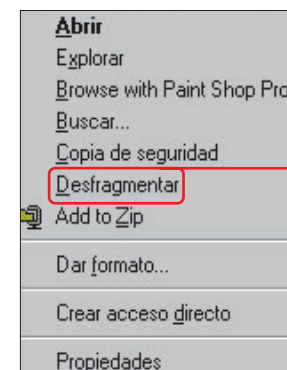 Abrir
Explorar
Browse with Paint Shop Pro
Buscar...
Copia de seguridad
Desfragmentar
Add to Zip
Dar formato...
Crear acceso directo
Propiedades